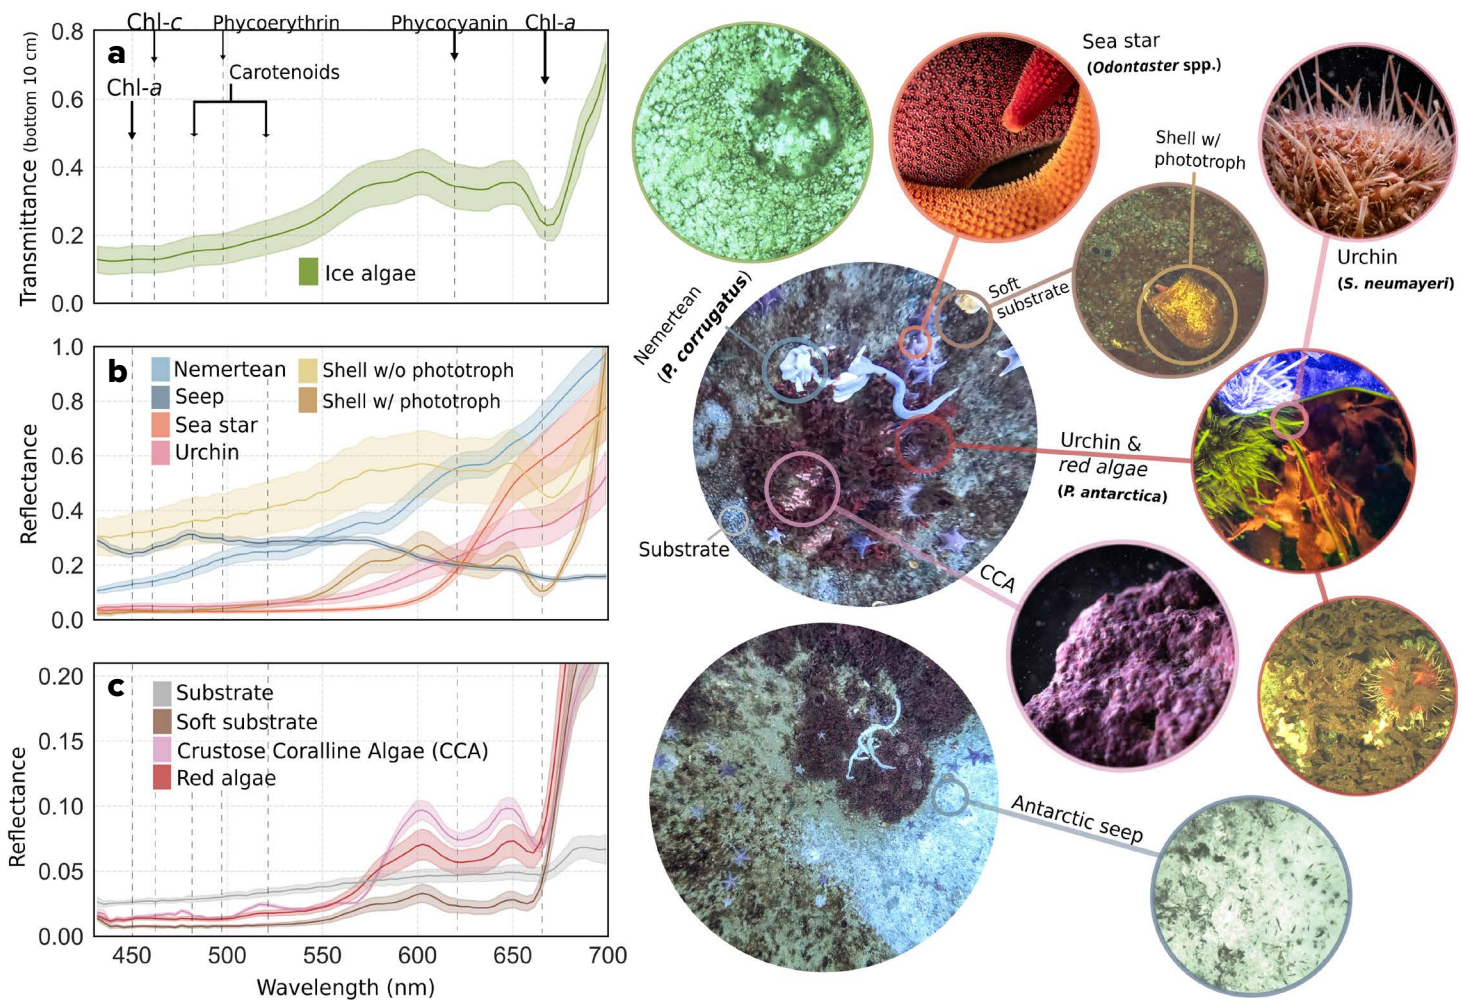 Chl-c
Phycoerythrin
Phycocyanin
Chl-a
a
Carotenoids
Chl-a
Transmittance (bottom 10 cm)
0.8
0.6
0.4
0.2
0.0
Ice algae
b
Reflectance
1.0
0.8
0.6
0.4
0.2
0.0
Nemertean
Seep
Sea star
Urchin
Shell w/o phototroph
Shell w/ phototroph
c
Reflectance
0.20
0.15
0.10
0.05
0.00
Substrate
Soft substrate
Crustose Coralline Algae (CCA)
Red algae
450
500
550
600
650
700
Wavelength (nm)
Sea star
(Odontaster spp.)
Shell w/
phototroph
Urchin
(S. neumayeri)
Nemertean
(P. corrugatus)
Soft
substrate
Urchin &
red algae
(P. antarctica)
Substrate
CCA
Antarctic seep